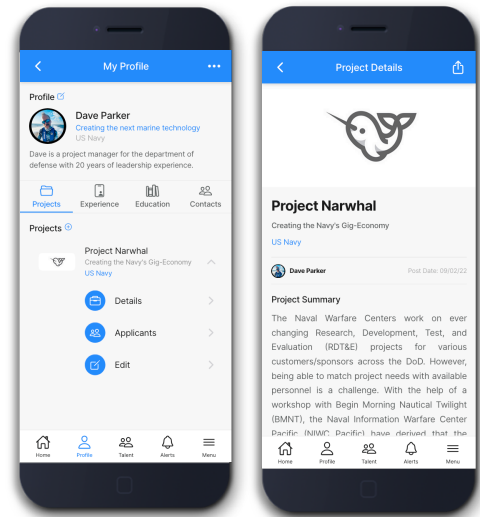 My Profile
Profile
Dave Parker
Creating the next marine technology
US Navy
Dave is a project manager for the department of
defense with 20 years of leadership experience.
Projects
Experience
Education
Contacts
Projects
Project Narwhal
Creating the Navy's Gig-Economy
US Navy
Details
Applicants
Edit
Home
Profile
Talent
Alerts
Menu
Project Details
Project Narwhal
Creating the Navy's Gig-Economy
US Navy
Dave Parker
Post Date: 09/02/22
Project Summary
The Naval Warfare Centers work on ever
changing Research, Development, Test, and
Evaluation (RDT&E) projects for various
customers/sponsors across the DoD. However,
being able to match project needs with available
personnel is a challenge. With the help of a
workshop with Begin Morning Nautical Twilight
(BMNT), the Naval Information Warfare Center
Pacific (NIWC Pacific) have derived that the
Home
Profile
Talent
Alerts
Menu